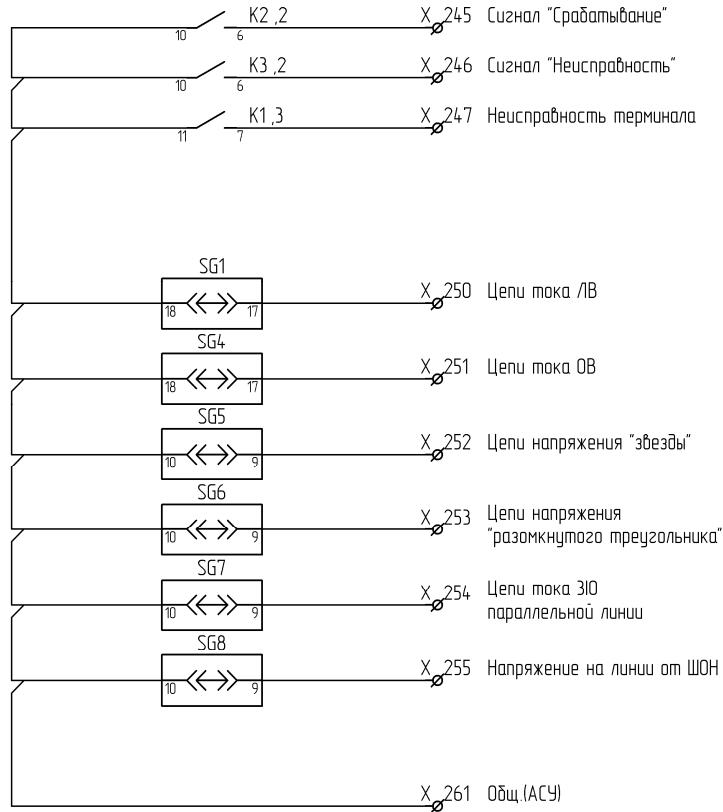 K2 ,2 X 245 Сигнал "Срабатывание"
10 6
K3 ,2 X 246 Сигнал "Неисправность"
10 6
K1 ,3 X 247 Неисправность терминала
11 7
SG1
X 250 Цепи тока ЛВ
18 17
SG4
X 251 Цепи тока ОВ
18 17
SG5
X 252 Цепи напряжения "звезды"
10 9
SG6
X 253 Цепи напряжения
"разомкнутого треугольника"
10 9
SG7
X 254 Цепи тока 3I0
параллельной линии
10 9
SG8
X 255 Напряжение на линии от ШОН
10 9
X 261 Общ.(АСУ)